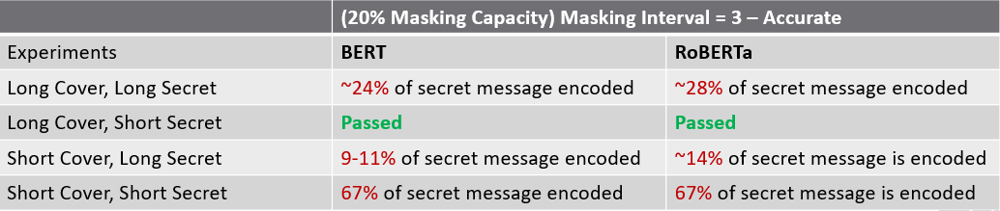 (20% Masking Capacity) Masking Interval = 3 – Accurate
Experiments BERT RoBERTa
Long Cover, Long Secret ~24% of secret message encoded ~28% of secret message encoded
Long Cover, Short Secret Passed Passed
Short Cover, Long Secret 9-11% of secret message encoded ~14% of secret message is encoded
Short Cover, Short Secret 67% of secret message encoded 67% of secret message is encoded